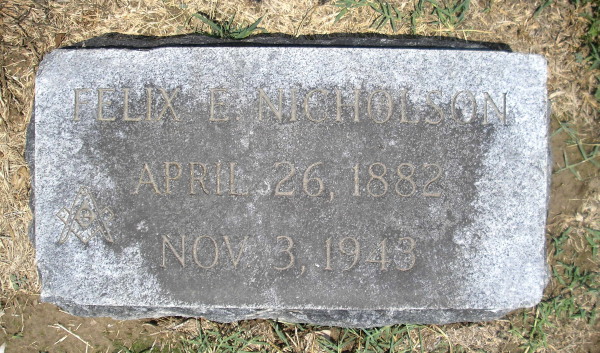 FELIX E NICHOLSON
APRIL 26, 1882
NOV 3, 1943
G